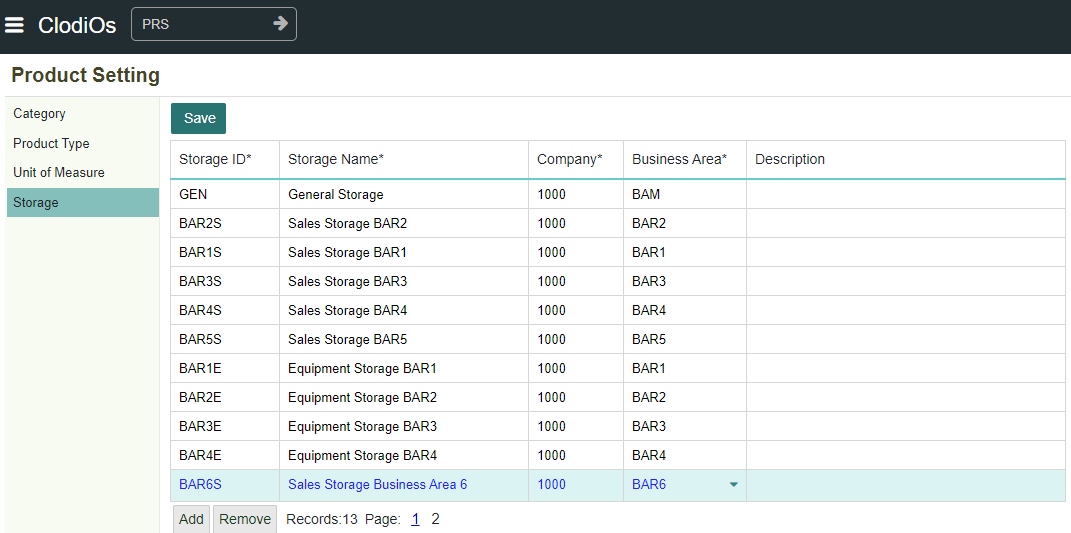 ClodiOs PRS
Product Setting
Category
Product Type
Unit of Measure
Storage
Save
Storage ID* Storage Name* Company* Business Area* Description
GEN General Storage 1000 BAM
BAR2S Sales Storage BAR2 1000 BAR2
BAR1S Sales Storage BAR1 1000 BAR1
BAR3S Sales Storage BAR3 1000 BAR3
BAR4S Sales Storage BAR4 1000 BAR4
BAR5S Sales Storage BAR5 1000 BAR5
BAR1E Equipment Storage BAR1 1000 BAR1
BAR2E Equipment Storage BAR2 1000 BAR2
BAR3E Equipment Storage BAR3 1000 BAR3
BAR4E Equipment Storage BAR4 1000 BAR4
BAR6S Sales Storage Business Area 6 1000 BAR6
Add Remove Records:13 Page: 1 2